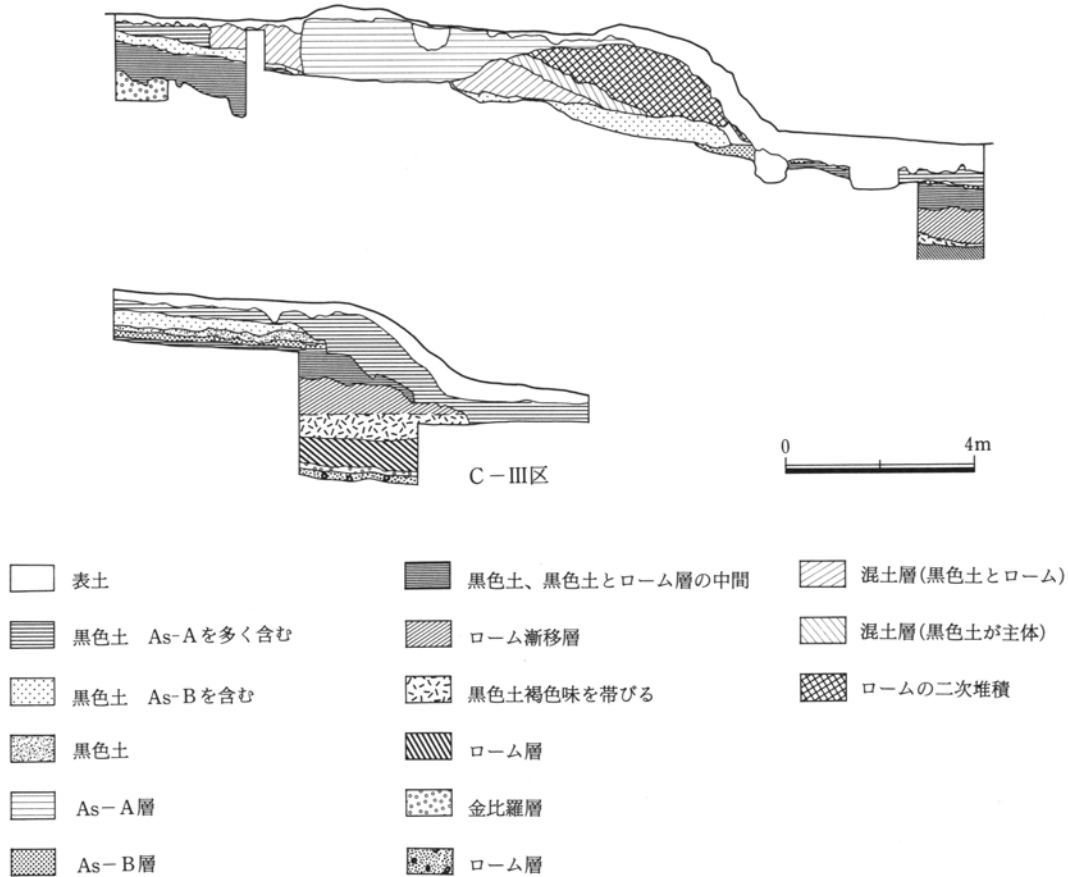 C-III区
0 4m
表土
黒色土 As-Aを多く含む
黒色土 As-Bを含む
黒色土
As-A層
As-B層
黒色土、黒色土とローム層の中間
ローム漸移層
黒色土褐色味を帯びる
ローム層
金比羅層
ローム層
混土層(黒色土とローム)
混土層(黒色土が主体)
ロームの二次堆積